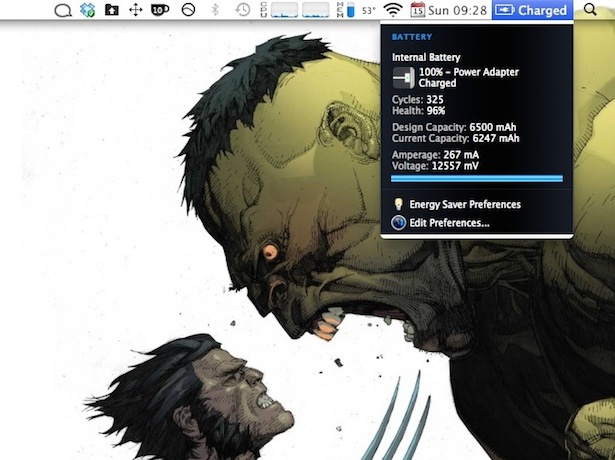 10
CPU
MEM
53°
15
Sun 09:28
Charged
BATTERY
Internal Battery
100% – Power Adapter
Charged
Cycles: 325
Health: 96%
Design Capacity: 6500 mAh
Current Capacity: 6247 mAh
Amperage: 267 mA
Voltage: 12557 mV
Energy Saver Preferences
Edit Preferences...